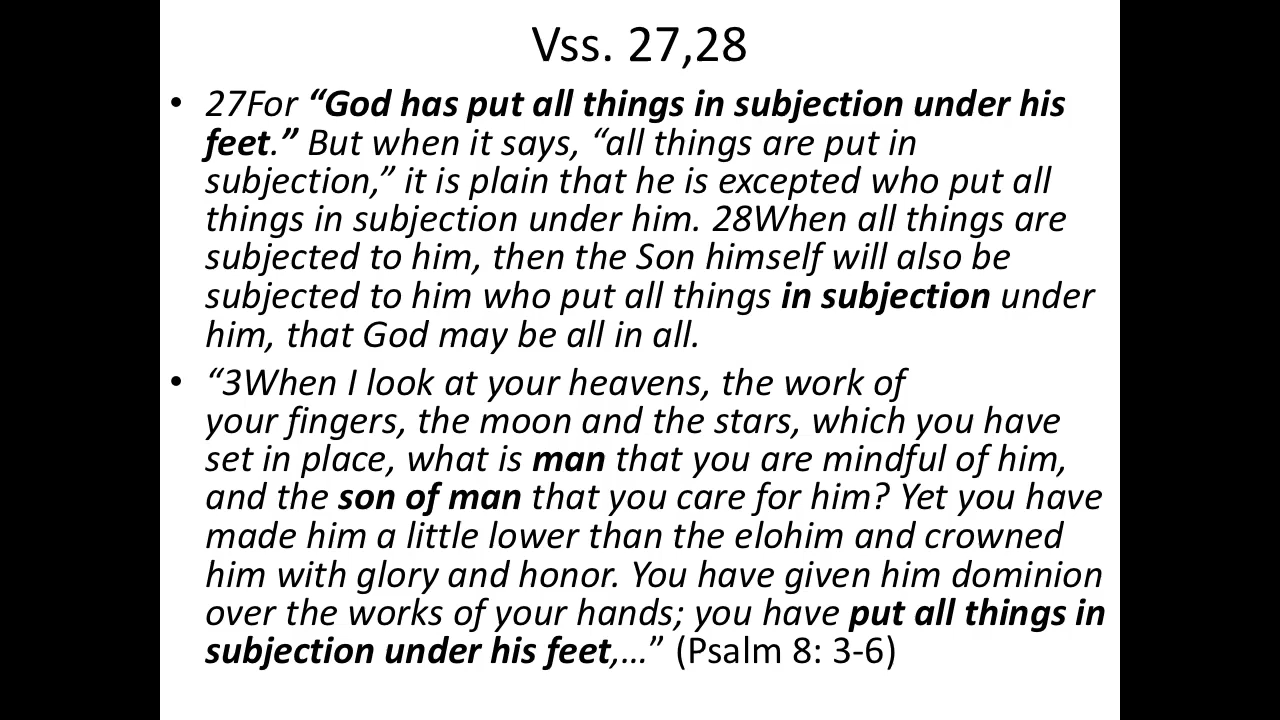 Vss. 27,28
• 27For “God has put all things in subjection under his
feet.” But when it says, “all things are put in
subjection,” it is plain that he is excepted who put all
things in subjection under him. 28When all things are
subjected to him, then the Son himself will also be
subjected to him who put all things in subjection under
him, that God may be all in all.
• “3When I look at your heavens, the work of
your fingers, the moon and the stars, which you have
set in place, what is man that you are mindful of him,
and the son of man that you care for him? Yet you have
made him a little lower than the elohim and crowned
him with glory and honor. You have given him dominion
over the works of your hands; you have put all things in
subjection under his feet,…” (Psalm 8: 3-6)